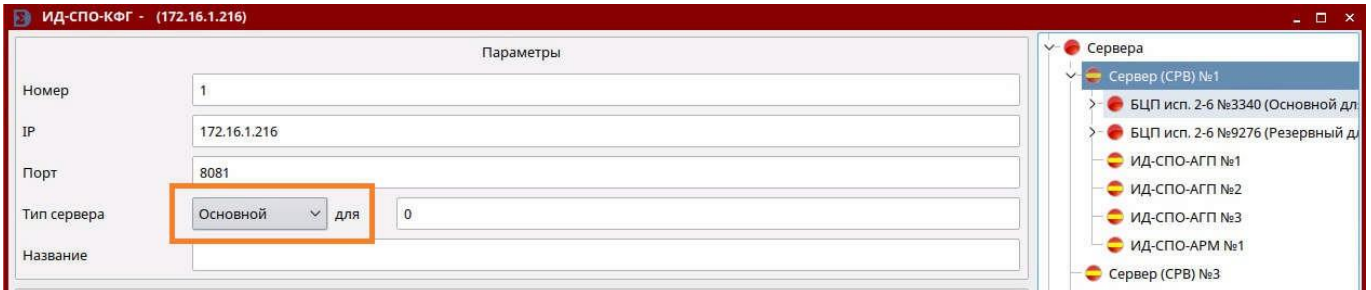 ИД-СПО-КФГ - (172.16.1.216)
Параметры
Номер 1
IP 172.16.1.216
Порт 8081
Тип сервера Основной для 0
Название
Сервера
Сервер (СРВ) №1
БЦП исп. 2-6 №3340 (Основной для
БЦП исп. 2-6 №9276 (Резервный
ИД-СПО-АГП №1
ИД-СПО-АГП №2
ИД-СПО-АГП №3
ИД-СПО-АРМ №1
Сервер (СРВ) №3